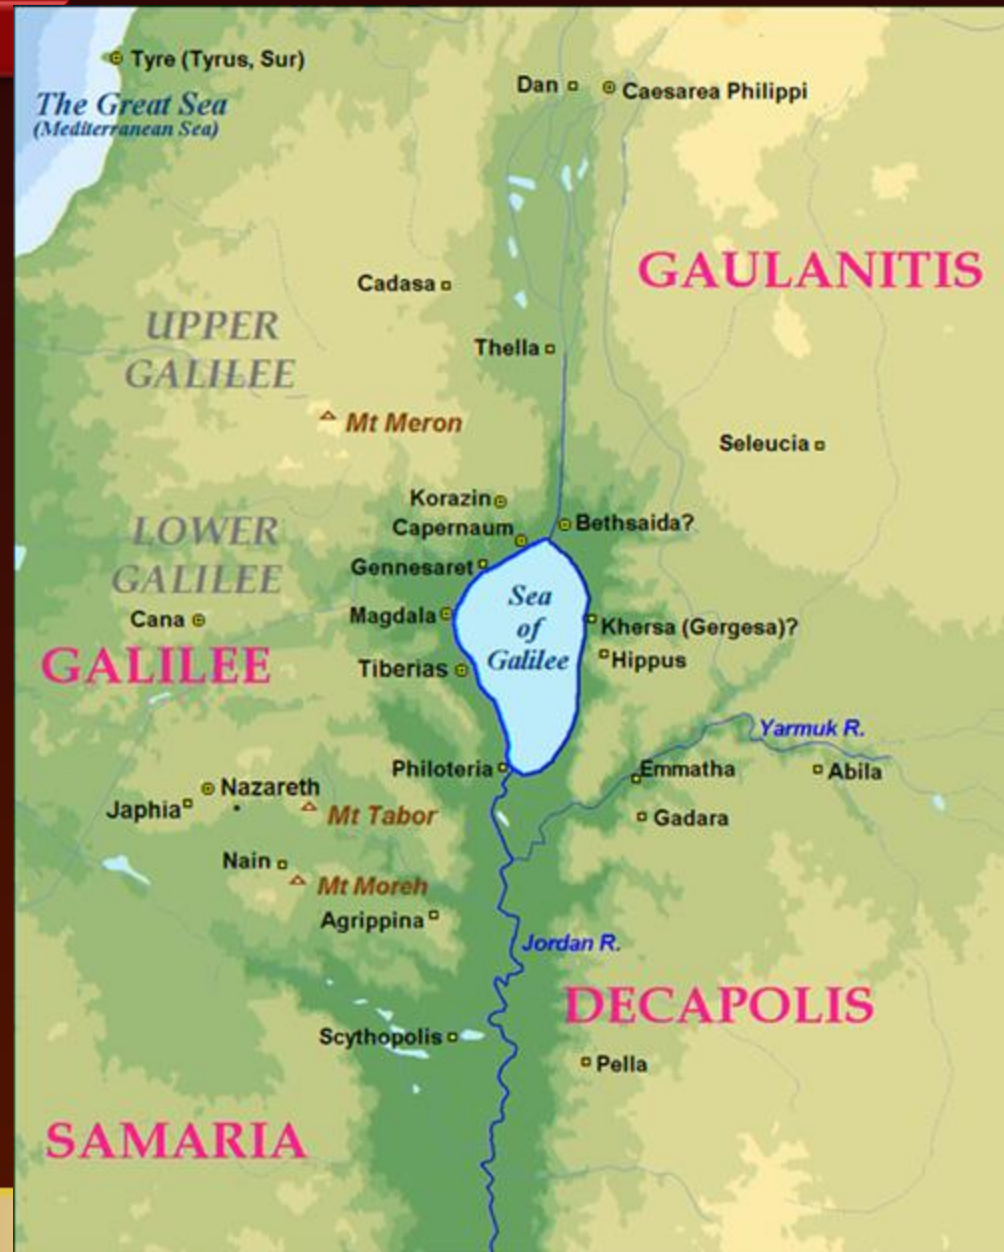 Tyre (Tyrus, Sur)
The Great Sea
(Mediterranean Sea)
Dan
Caesarea Philippi
GAULANITIS
Cadasa
UPPER
GALILEE
Thella
Mt Meron
Seleucia
Korazin
Capernaum
Bethsaida?
LOWER
GALILEE
Gennesaret
Sea
of
Galilee
Cana
Magdala
Khersa (Gergesa)?
GALILEE
Tiberias
Hippus
Yarmuk R.
Philoteria
Emmatha
Abila
Nazareth
Japhia
Mt Tabor
Gadara
Nain
Mt Moreh
Agrippina
Jordan R.
DECAPOLIS
Scythopolis
Pella
SAMARIA